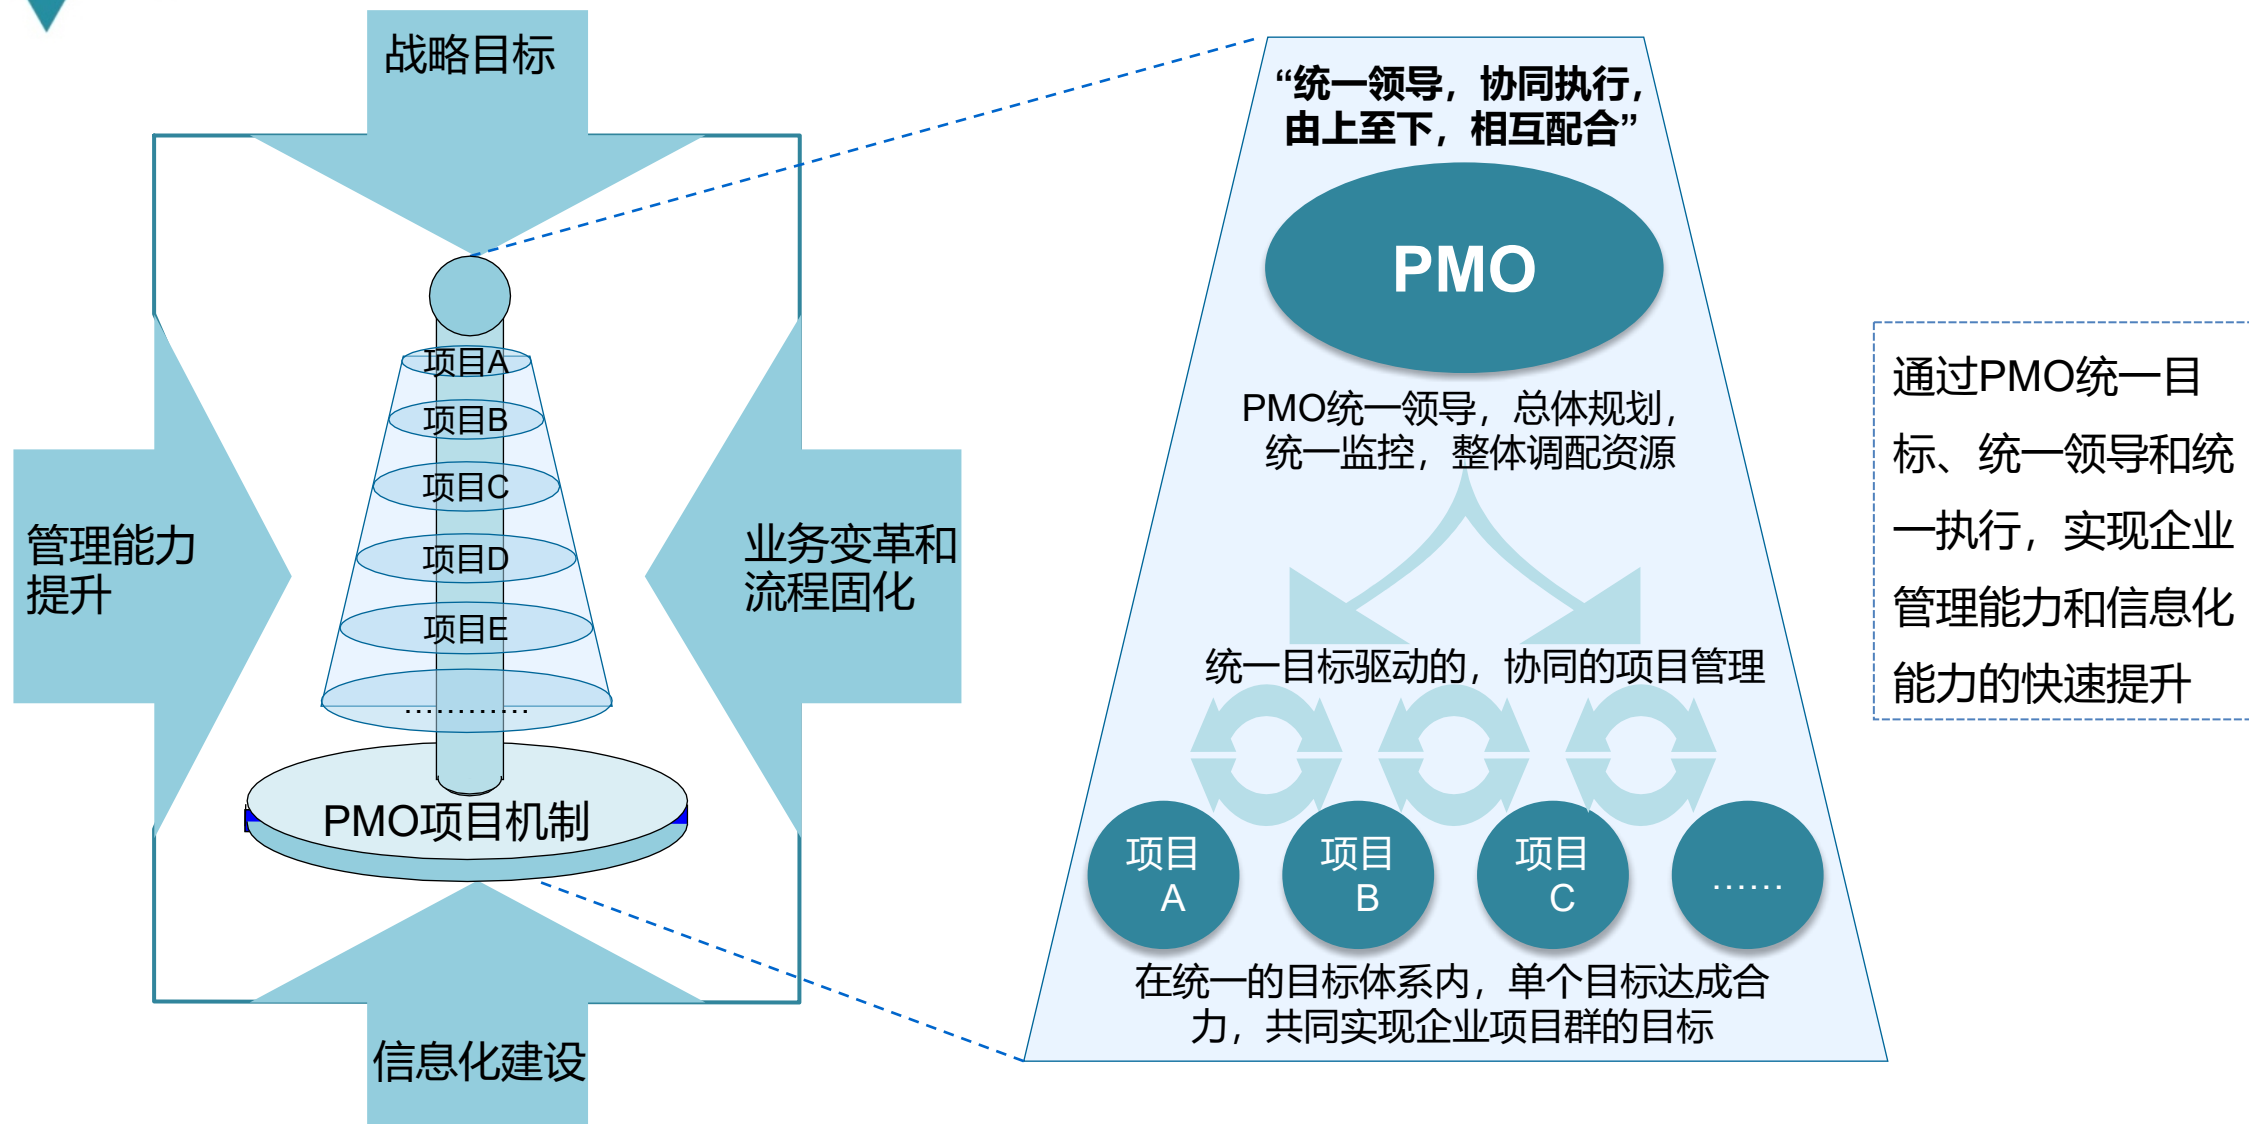 战略目标
管理能力
提升
业务变革和
流程固化
信息化建设
项目A
项目B
项目C
项目D
项目E
…………
PMO项目机制
“统一领导，协同执行，
由上至下，相互配合”
PMO
PMO统一领导，总体规划，
统一监控，整体调配资源
统一目标驱动的，协同的项目管理
项目
A
项目
B
项目
C
……
在统一的目标体系内，单个目标达成合
力，共同实现企业项目群的目标
通过PMO统一目
标、统一领导和统
一执行，实现企业
管理能力和信息化
能力的快速提升